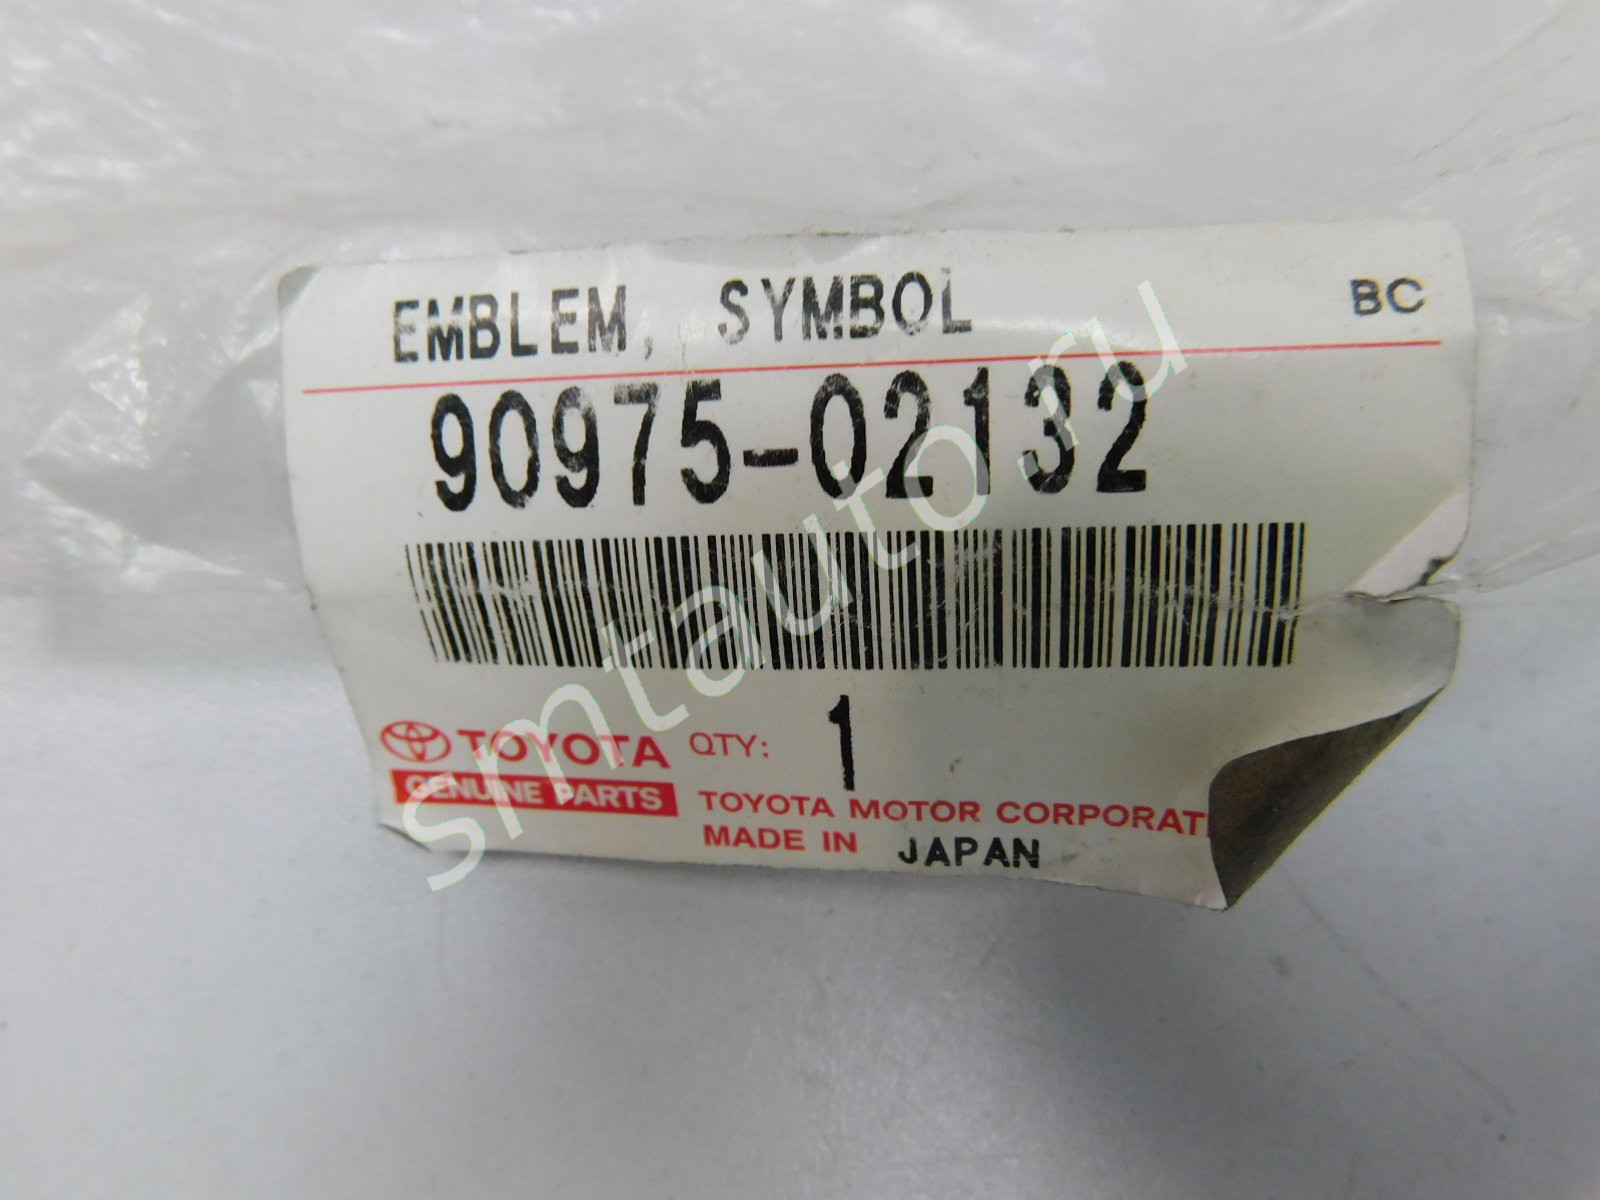 EMBLEM, SYMBOL BC
90975-02132
TOYOTA QTY: 1
GENUINE PARTS
TOYOTA MOTOR CORPORAT
MADE IN JAPAN
smtauto.ru